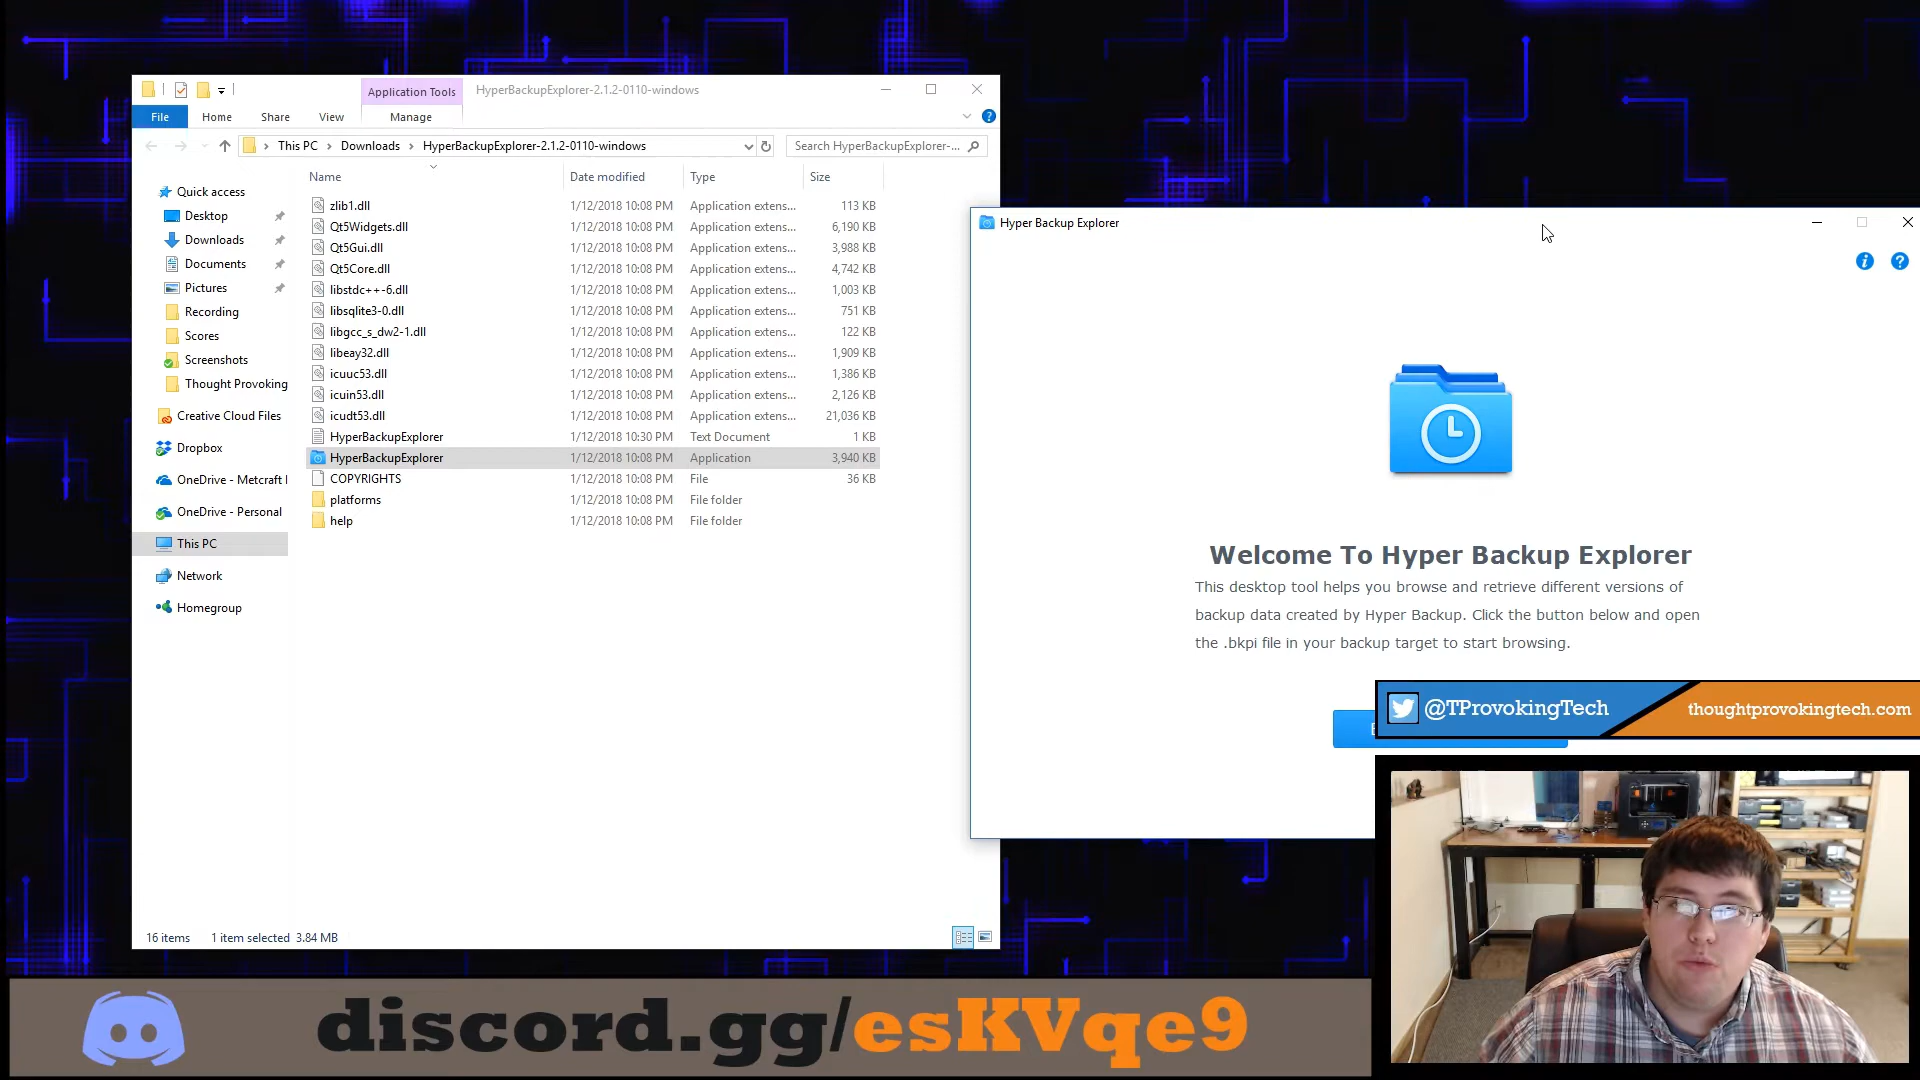 Application Tools
HyperBackupExplorer-2.1.2-0110-windows
File
Home
Share
View
Manage
This PC
Downloads
HyperBackupExplorer-2.1.2-0110-windows
Search HyperBackupExplorer-...
Name
Date modified
Type
Size
Quick access
Desktop
Downloads
Documents
Pictures
Recording
Scores
Screenshots
Thought Provoking
Creative Cloud Files
Dropbox
OneDrive - Metcraft I
OneDrive - Personal
This PC
Network
Homegroup
zlib1.dll 1/12/2018 10:08 PM Application extens... 113 KB
Qt5Widgets.dll 1/12/2018 10:08 PM Application extens... 6,190 KB
Qt5Gui.dll 1/12/2018 10:08 PM Application extens... 3,988 KB
Qt5Core.dll 1/12/2018 10:08 PM Application extens... 4,742 KB
libstdc++-6.dll 1/12/2018 10:08 PM Application extens... 1,003 KB
libsqlite3-0.dll 1/12/2018 10:08 PM Application extens... 751 KB
libgcc_s_dw2-1.dll 1/12/2018 10:08 PM Application extens... 122 KB
libeay32.dll 1/12/2018 10:08 PM Application extens... 1,909 KB
icuuc53.dll 1/12/2018 10:08 PM Application extens... 1,386 KB
icuin53.dll 1/12/2018 10:08 PM Application extens... 2,126 KB
icudt53.dll 1/12/2018 10:08 PM Application extens... 21,036 KB
HyperBackupExplorer 1/12/2018 10:30 PM Text Document 1 KB
HyperBackupExplorer 1/12/2018 10:08 PM Application 3,940 KB
COPYRIGHTS 1/12/2018 10:08 PM File 36 KB
platforms 1/12/2018 10:08 PM File folder
help 1/12/2018 10:08 PM File folder
16 items 1 item selected 3.84 MB
Hyper Backup Explorer
Welcome To Hyper Backup Explorer
This desktop tool helps you browse and retrieve different versions of
backup data created by Hyper Backup. Click the button below and open
the .bkpi file in your backup target to start browsing.
@TProvokingTech
thoughtprovokingtech.com
discord.gg/esKVqe9